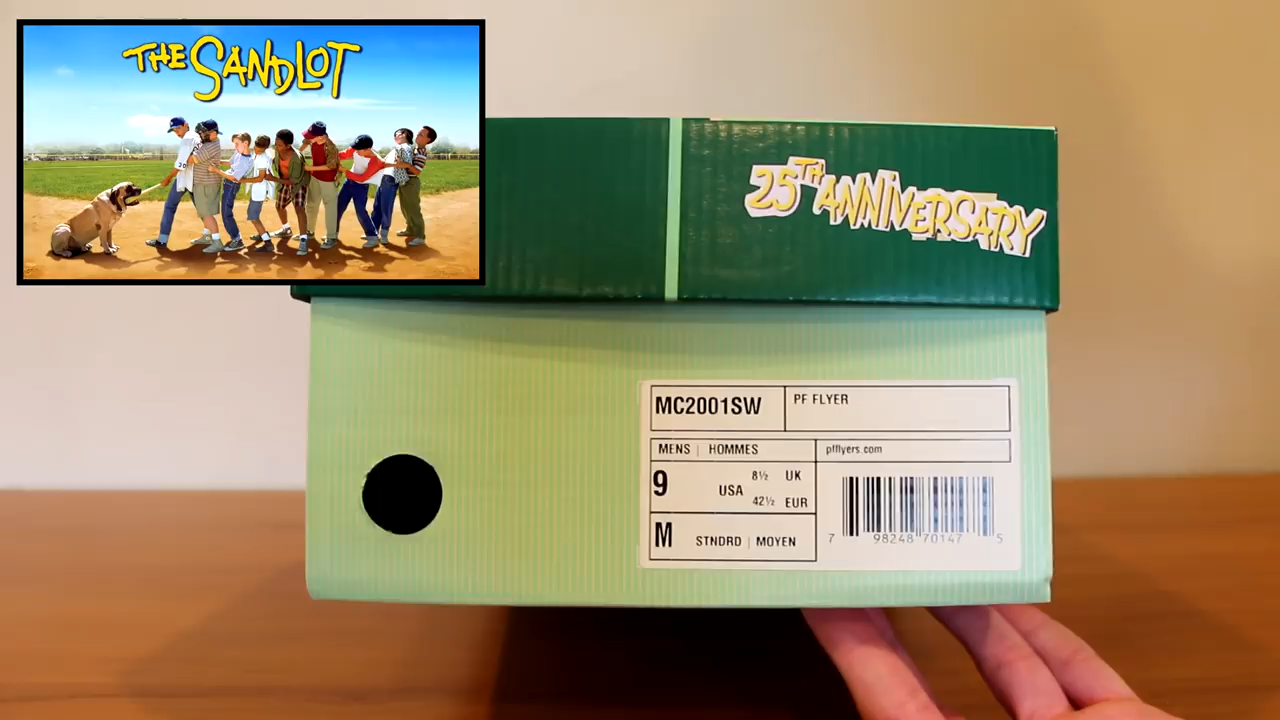 THE SANDLOT
25TH ANNIVERSARY
MC2001SW
PF FLYER
MENS | HOMMES
pfflyers.com
9 USA 8½ UK
42½ EUR
M STNDRD | MOYEN
7 98248 70147 5